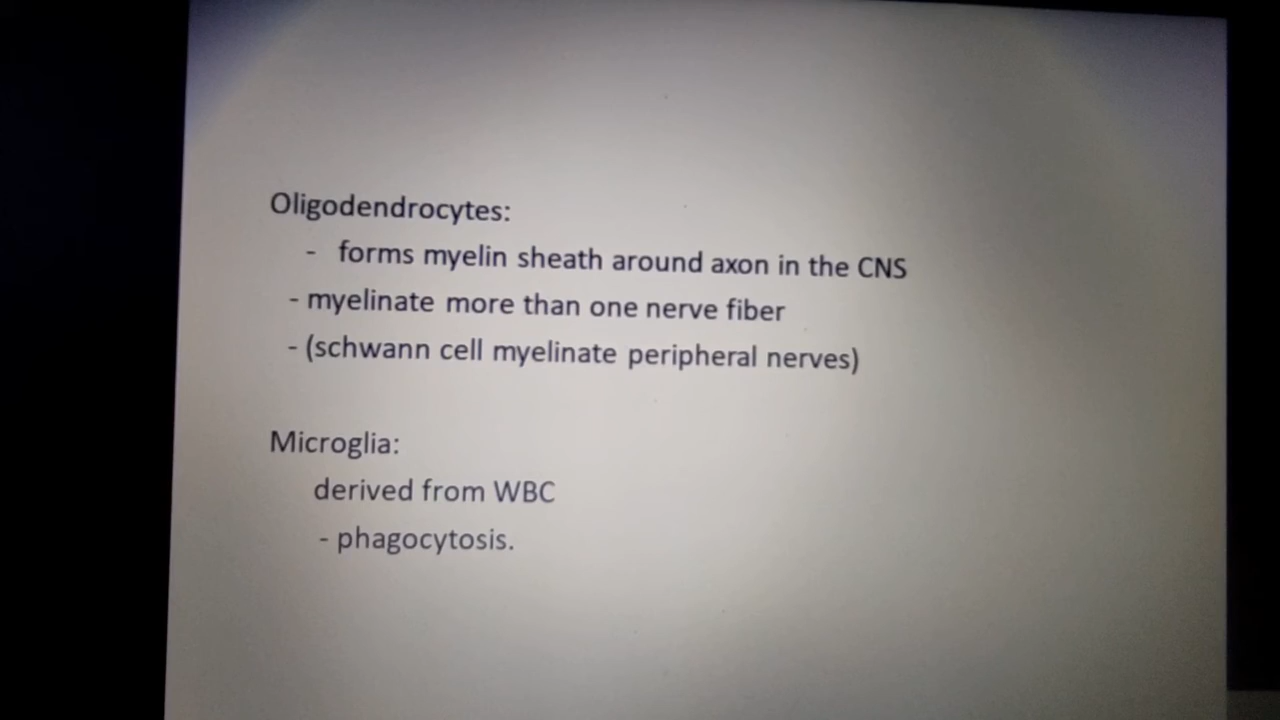 Oligodendrocytes:
- forms myelin sheath around axon in the CNS
- myelinate more than one nerve fiber
- (schwann cell myelinate peripheral nerves)
Microglia:
derived from WBC
- phagocytosis.